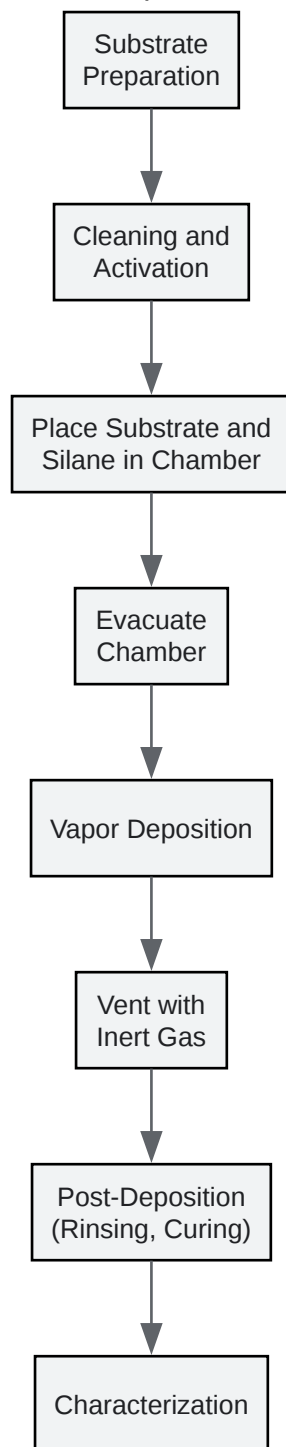 Substrate
Preparation
Cleaning and
Activation
Place Substrate and
Silane in Chamber
Evacuate
Chamber
Vapor Deposition
Vent with
Inert Gas
Post-Deposition
(Rinsing, Curing)
Characterization